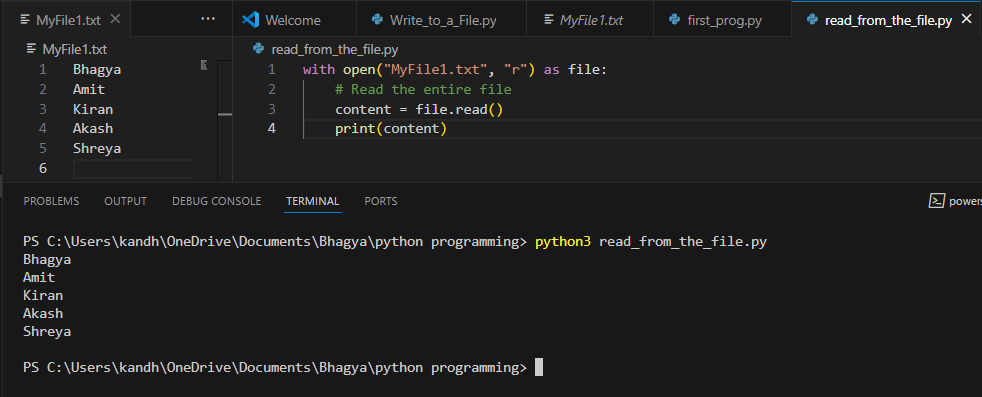 MyFile1.txt ... Welcome Write_to_a_File.py MyFile1.txt first_prog.py read_from_the_file.py
MyFile1.txt
1 Bhagya
2 Amit
3 Kiran
4 Akash
5 Shreya
6
read_from_the_file.py
1 with open("MyFile1.txt", "r") as file:
2 # Read the entire file
3 content = file.read()
4 print(content)
PROBLEMS OUTPUT DEBUG CONSOLE TERMINAL PORTS powers
PS C:\Users\kandh\OneDrive\Documents\Bhagya\python programming> python3 read_from_the_file.py
Bhagya
Amit
Kiran
Akash
Shreya
PS C:\Users\kandh\OneDrive\Documents\Bhagya\python programming>